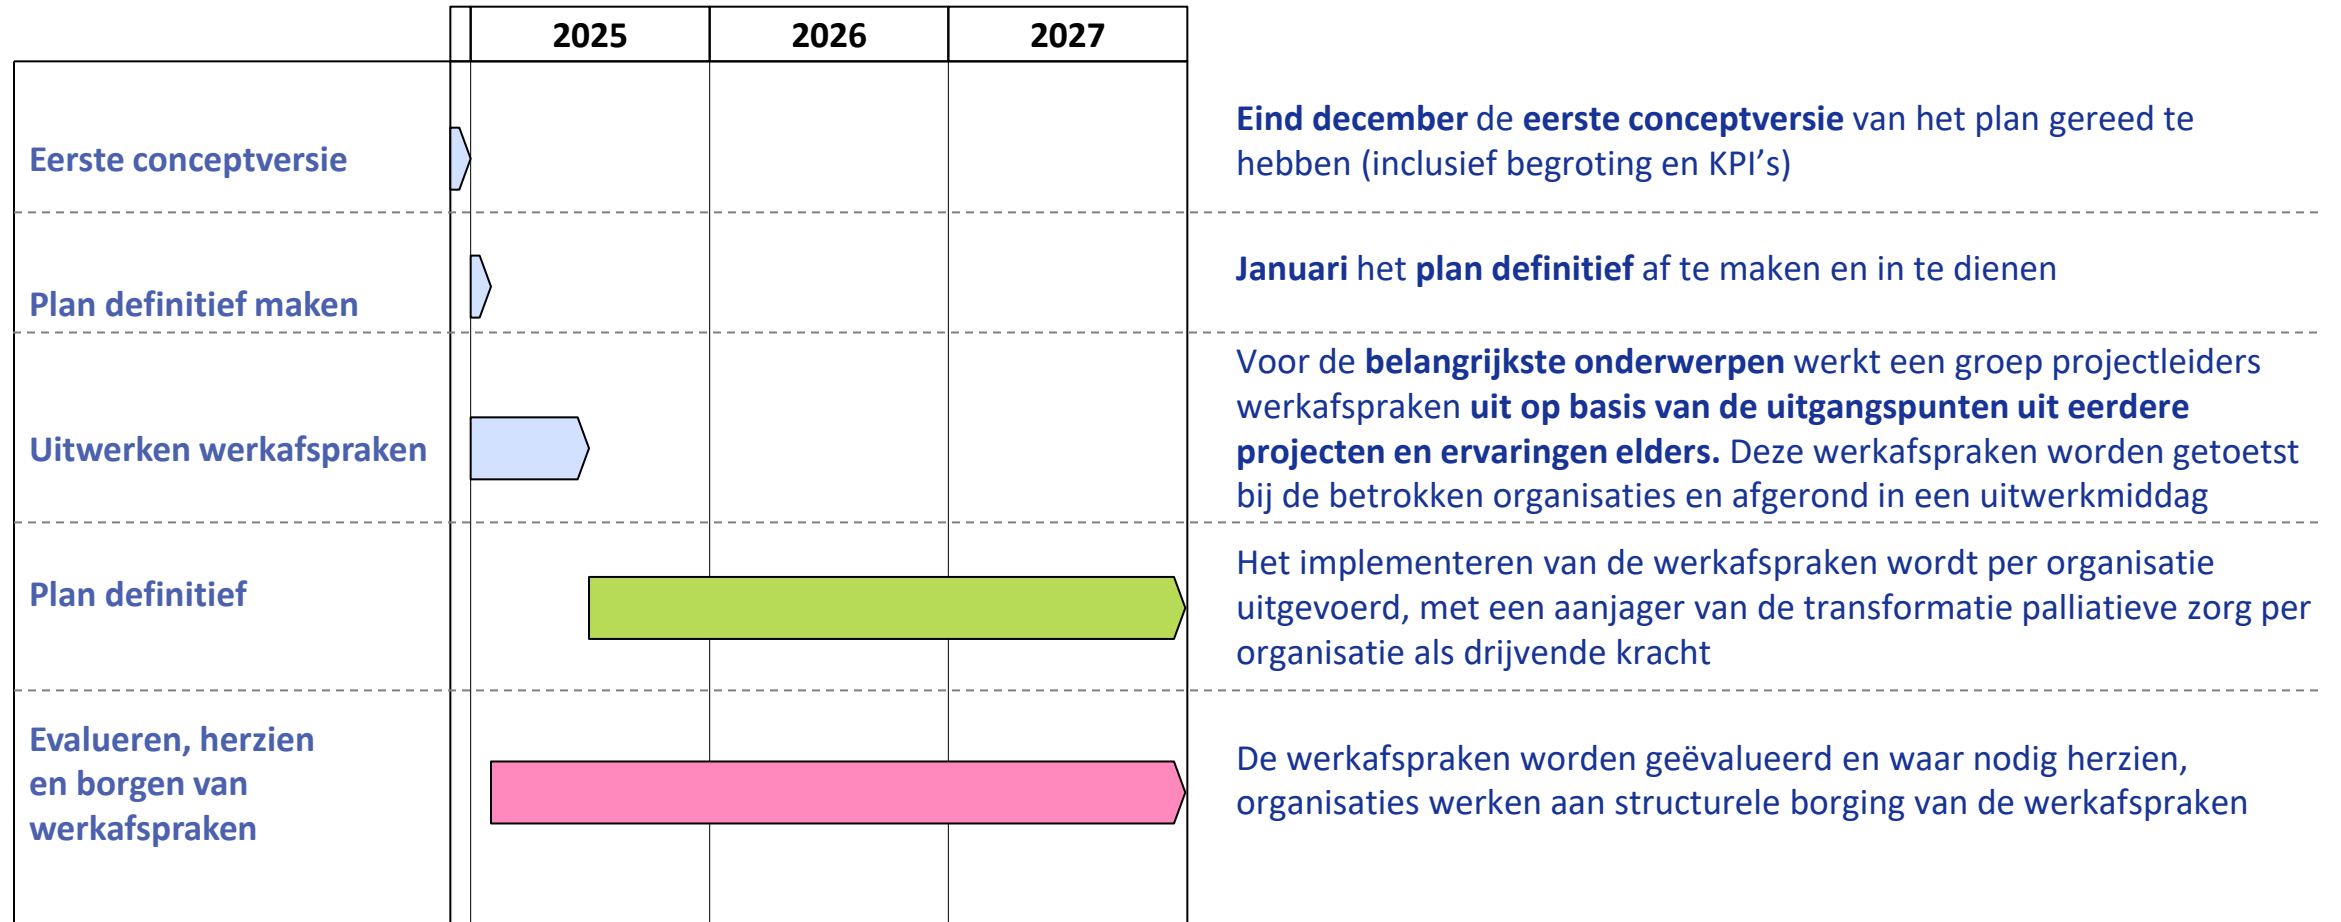 2025 2026 2027
Eerste conceptversie
Eind december de eerste conceptversie van het plan gereed te
hebben (inclusief begroting en KPI’s)
Plan definitief maken
Januari het plan definitief af te maken en in te dienen
Uitwerken werkafspraken
Voor de belangrijkste onderwerpen werkt een groep projectleiders
werkafspraken uit op basis van de uitgangspunten uit eerdere
projecten en ervaringen elders. Deze werkafspraken worden getoetst
bij de betrokken organisaties en afgerond in een uitwerkmiddag
Plan definitief
Het implementeren van de werkafspraken wordt per organisatie
uitgevoerd, met een aanjager van de transformatie palliatieve zorg per
organisatie als drijvende kracht
Evalueren, herzien
en borgen van
werkafspraken
De werkafspraken worden geëvalueerd en waar nodig herzien,
organisaties werken aan structurele borging van de werkafspraken